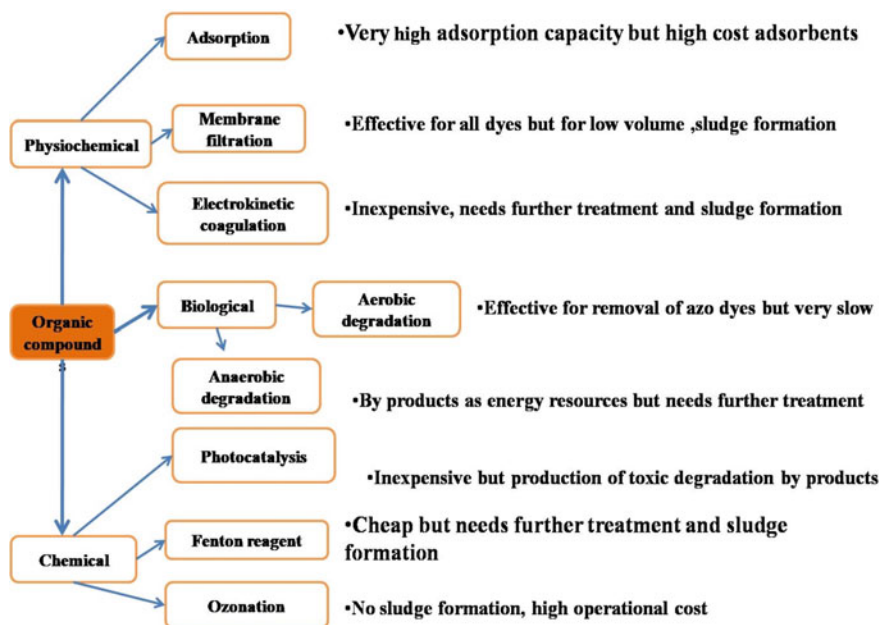 Adsorption
•Very high adsorption capacity but high cost adsorbents
Membrane
filtration
•Effective for all dyes but for low volume ,sludge formation
Physiochemical
Electrokinetic
coagulation
•Inexpensive, needs further treatment and sludge formation
Biological
Aerobic
degradation
•Effective for removal of azo dyes but very slow
Organic
compound
s
Anaerobic
degradation
•By products as energy resources but needs further treatment
Photocatalysis
•Inexpensive but production of toxic degradation by products
Fenton reagent
•Cheap but needs further treatment and sludge
formation
Chemical
Ozonation
•No sludge formation, high operational cost